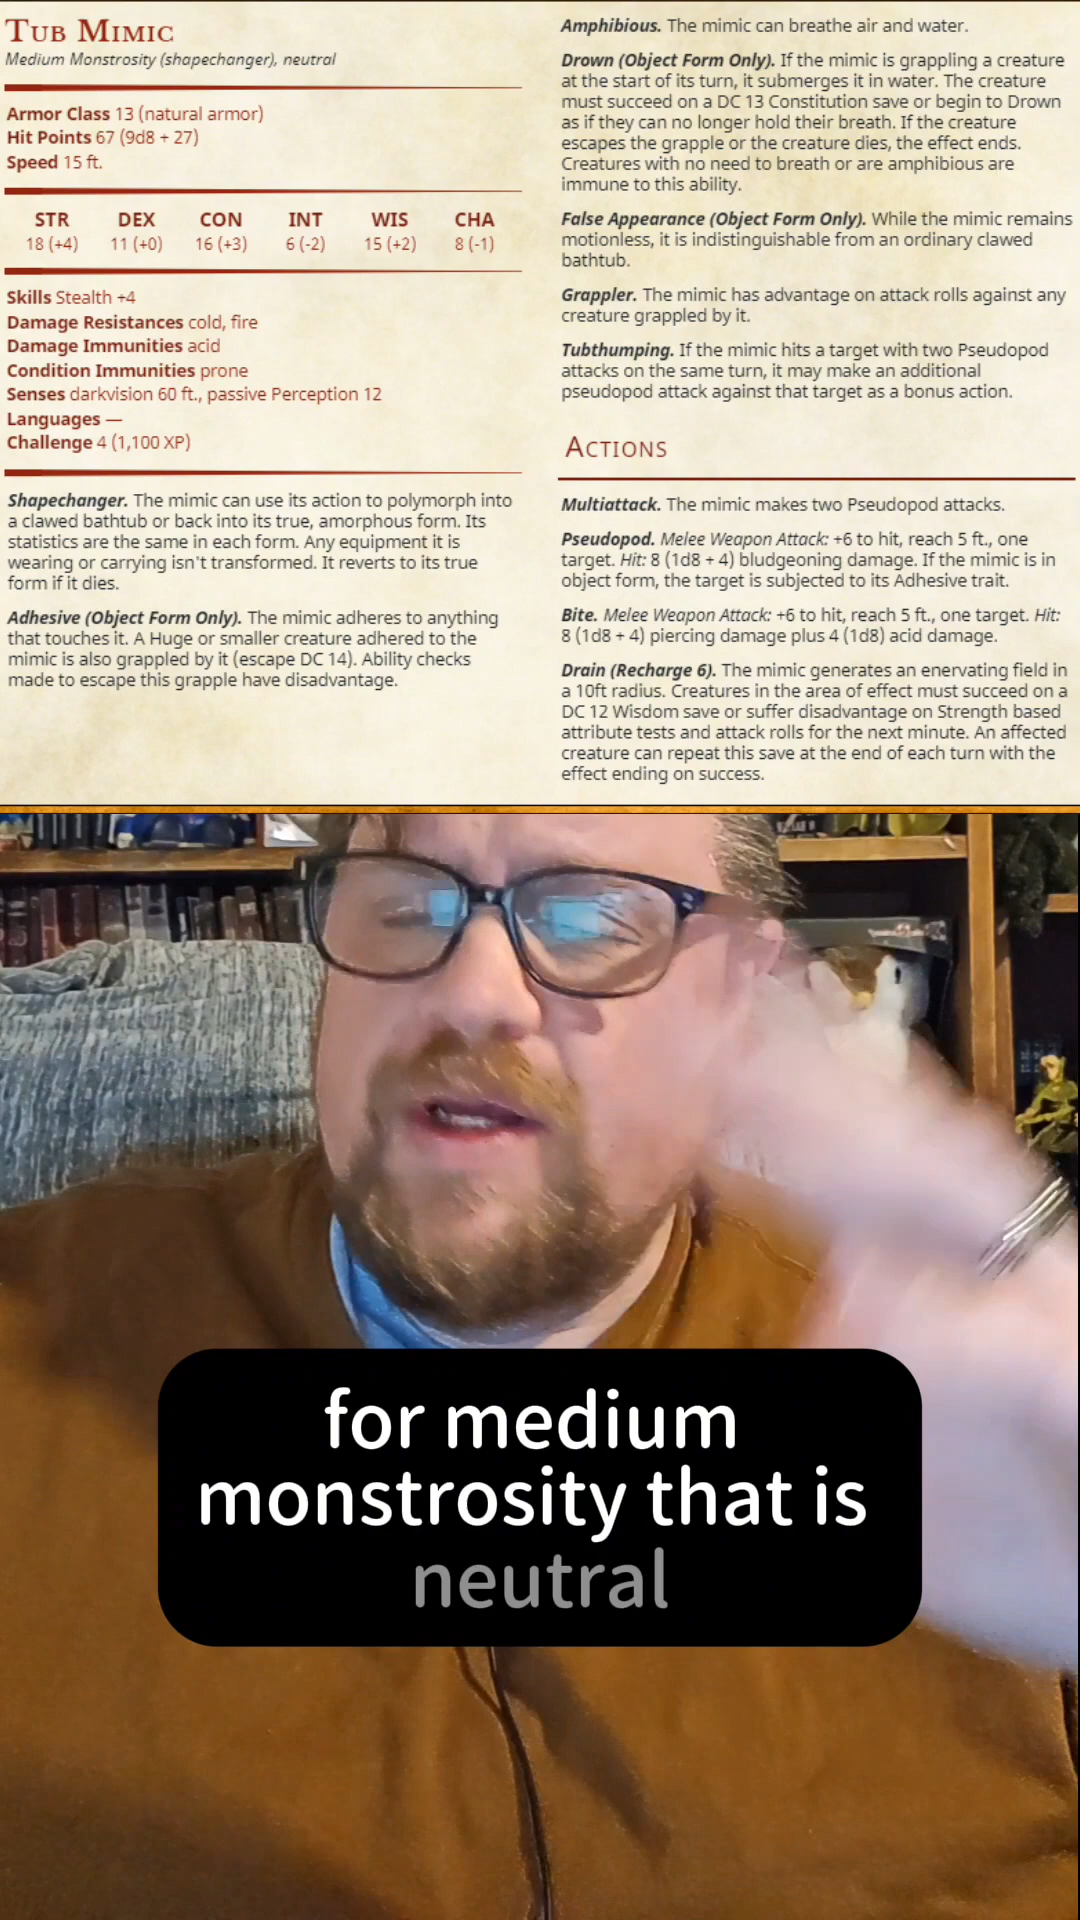 TUB MIMIC
Medium Monstrosity (shapechanger), neutral
Armor Class 13 (natural armor)
Hit Points 67 (9d8 + 27)
Speed 15 ft.
STR DEX CON INT WIS CHA
18 (+4) 11 (+0) 16 (+3) 6 (-2) 15 (+2) 8 (-1)
Skills Stealth +4
Damage Resistances cold, fire
Damage Immunities acid
Condition Immunities prone
Senses darkvision 60 ft., passive Perception 12
Languages —
Challenge 4 (1,100 XP)
Shapechanger. The mimic can use its action to polymorph into
a clawed bathtub or back into its true, amorphous form. Its
statistics are the same in each form. Any equipment it is
wearing or carrying isn't transformed. It reverts to its true
form if it dies.
Adhesive (Object Form Only). The mimic adheres to anything
that touches it. A Huge or smaller creature adhered to the
mimic is also grappled by it (escape DC 14). Ability checks
made to escape this grapple have disadvantage.
Amphibious. The mimic can breathe air and water.
Drown (Object Form Only). If the mimic is grappling a creature
at the start of its turn, it submerges it in water. The creature
must succeed on a DC 13 Constitution save or begin to Drown
as if they can no longer hold their breath. If the creature
escapes the grapple or the creature dies, the effect ends.
Creatures with no need to breath or are amphibious are
immune to this ability.
False Appearance (Object Form Only). While the mimic remains
motionless, it is indistinguishable from an ordinary clawed
bathtub.
Grappler. The mimic has advantage on attack rolls against any
creature grappled by it.
Tubthumping. If the mimic hits a target with two Pseudopod
attacks on the same turn, it may make an additional
pseudopod attack against that target as a bonus action.
ACTIONS
Multiattack. The mimic makes two Pseudopod attacks.
Pseudopod. Melee Weapon Attack: +6 to hit, reach 5 ft., one
target. Hit: 8 (1d8 + 4) bludgeoning damage. If the mimic is in
object form, the target is subjected to its Adhesive trait.
Bite. Melee Weapon Attack: +6 to hit, reach 5 ft., one target. Hit:
8 (1d8 + 4) piercing damage plus 4 (1d8) acid damage.
Drain (Recharge 6). The mimic generates an enervating field in
a 10ft radius. Creatures in the area of effect must succeed on a
DC 12 Wisdom save or suffer disadvantage on Strength based
attribute tests and attack rolls for the next minute. An affected
creature can repeat this save at the end of each turn with the
effect ending on success.
for medium
monstrosity that is
neutral